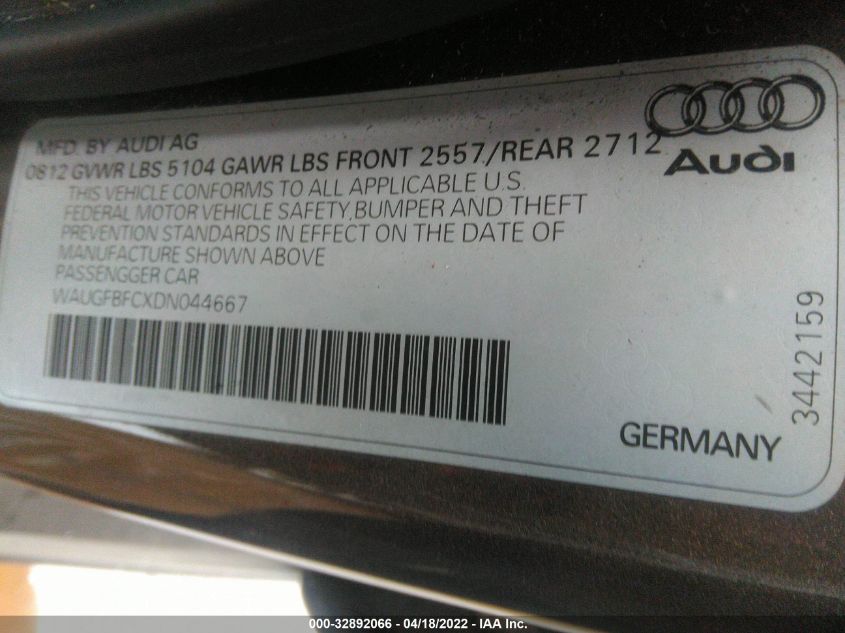 MFD. BY AUDI AG
0812 GVWR LBS 5104 GAWR LBS FRONT 2557/REAR 2712
THIS VEHICLE CONFORMS TO ALL APPLICABLE U.S.
FEDERAL MOTOR VEHICLE SAFETY,BUMPER AND THEFT
PREVENTION STANDARDS IN EFFECT ON THE DATE OF
MANUFACTURE SHOWN ABOVE
PASSENGGER CAR
WAUGFBFCXDN044667
Audi
3442159
GERMANY
000-32892066 - 04/18/2022 - IAA Inc.